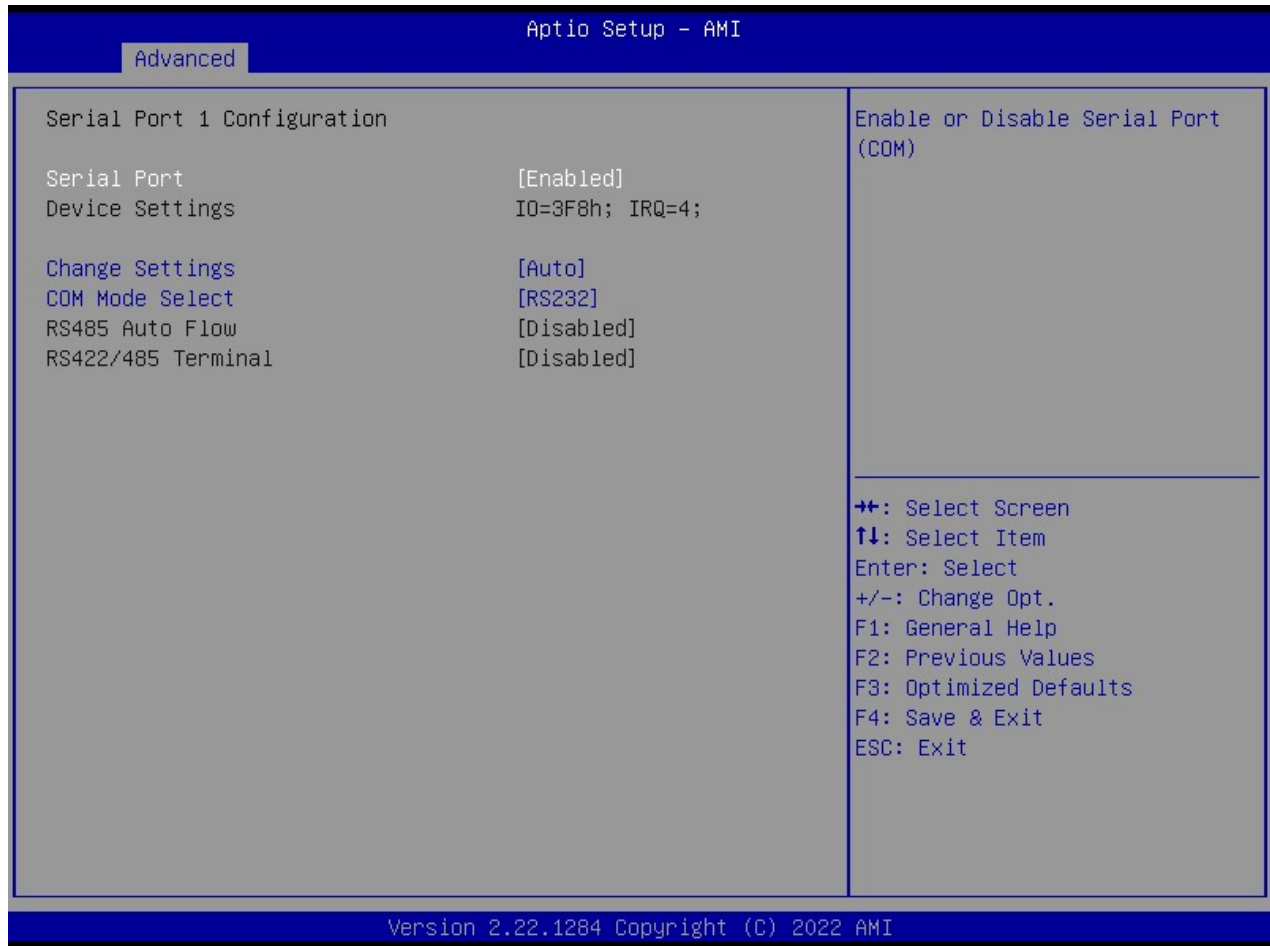 Aptio Setup - AMI
Advanced
Serial Port 1 Configuration
Serial Port [Enabled]
Device Settings IO=3F8h; IRQ=4;
Change Settings [Auto]
COM Mode Select [RS232]
RS485 Auto Flow [Disabled]
RS422/485 Terminal [Disabled]
Enable or Disable Serial Port
(COM)
→←: Select Screen
↑↓: Select Item
Enter: Select
+/-: Change Opt.
F1: General Help
F2: Previous Values
F3: Optimized Defaults
F4: Save & Exit
ESC: Exit
Version 2.22.1284 Copyright (C) 2022 AMI